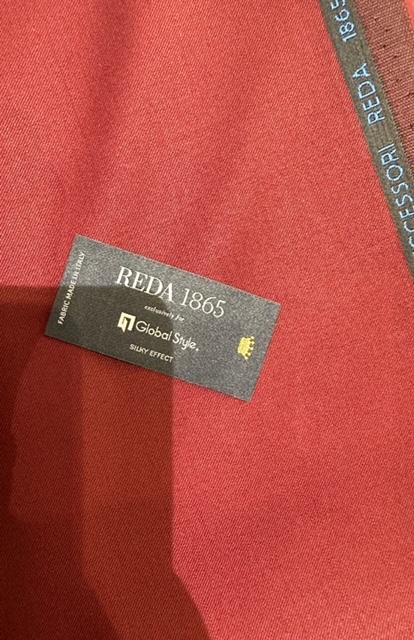 CESSORI REDA 1865
FABRIC MADE IN ITALY
REDA 1865
exclusively for
Global Style®
SILKY EFFECT